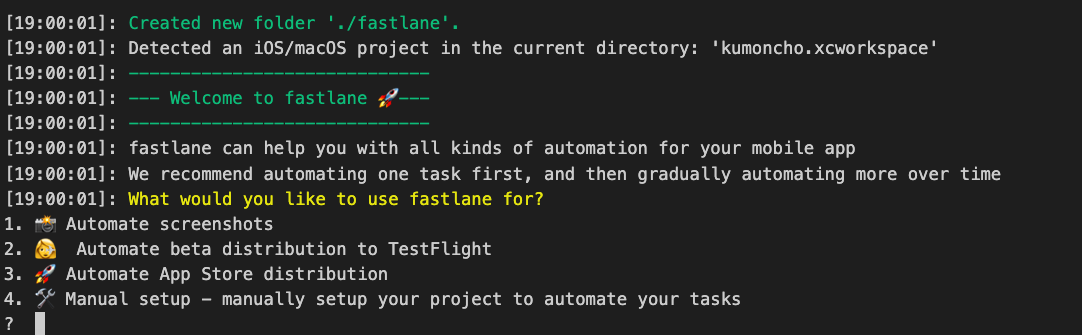 [19:00:01]: Created new folder './fastlane'.
[19:00:01]: Detected an iOS/macOS project in the current directory: 'kumoncho.xcworkspace'
[19:00:01]: -----------------------------
[19:00:01]: --- Welcome to fastlane 🚀---
[19:00:01]: -----------------------------
[19:00:01]: fastlane can help you with all kinds of automation for your mobile app
[19:00:01]: We recommend automating one task first, and then gradually automating more over time
[19:00:01]: What would you like to use fastlane for?
1. 📸 Automate screenshots
2. 👩‍✈️ Automate beta distribution to TestFlight
3. 🚀 Automate App Store distribution
4. 🛠 Manual setup - manually setup your project to automate your tasks
?